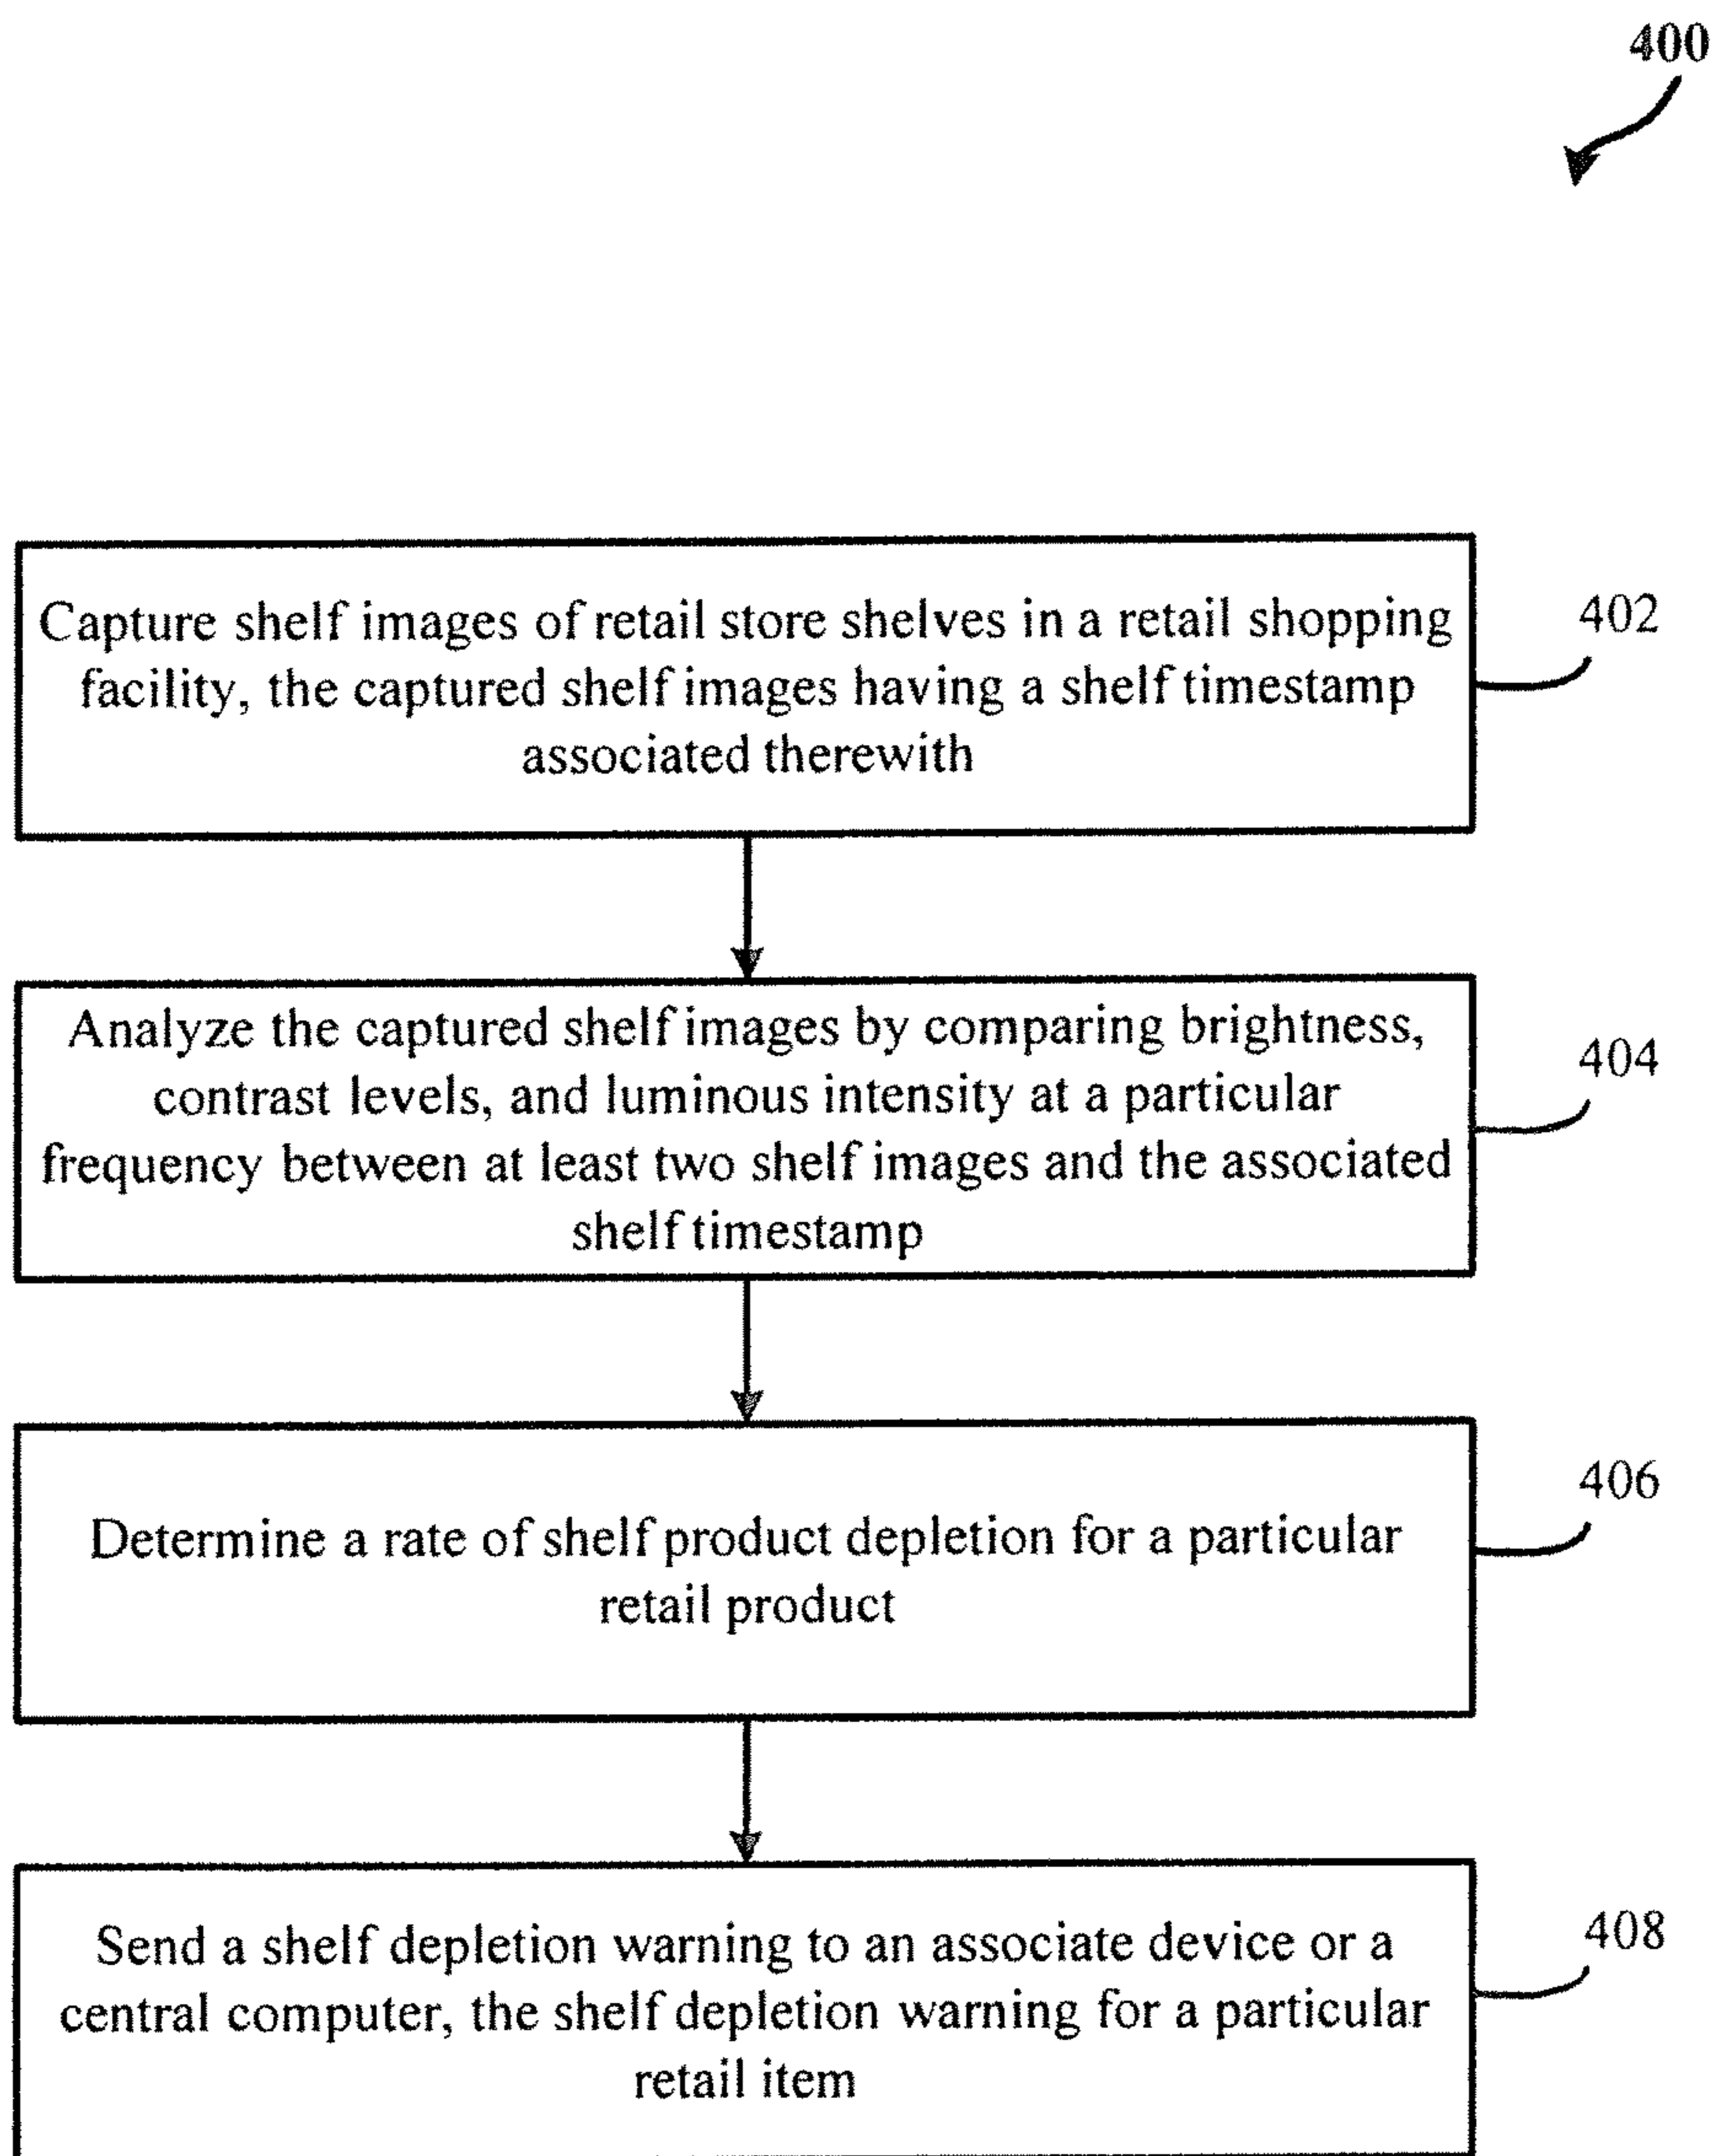 400
Capture shelf images of retail store shelves in a retail shopping
facility, the captured shelf images having a shelf timestamp
associated therewith
402
Analyze the captured shelf images by comparing brightness,
contrast levels, and luminous intensity at a particular
frequency between at least two shelf images and the associated
shelf timestamp
404
Determine a rate of shelf product depletion for a particular
retail product
406
Send a shelf depletion warning to an associate device or a
central computer, the shelf depletion warning for a particular
retail item
408